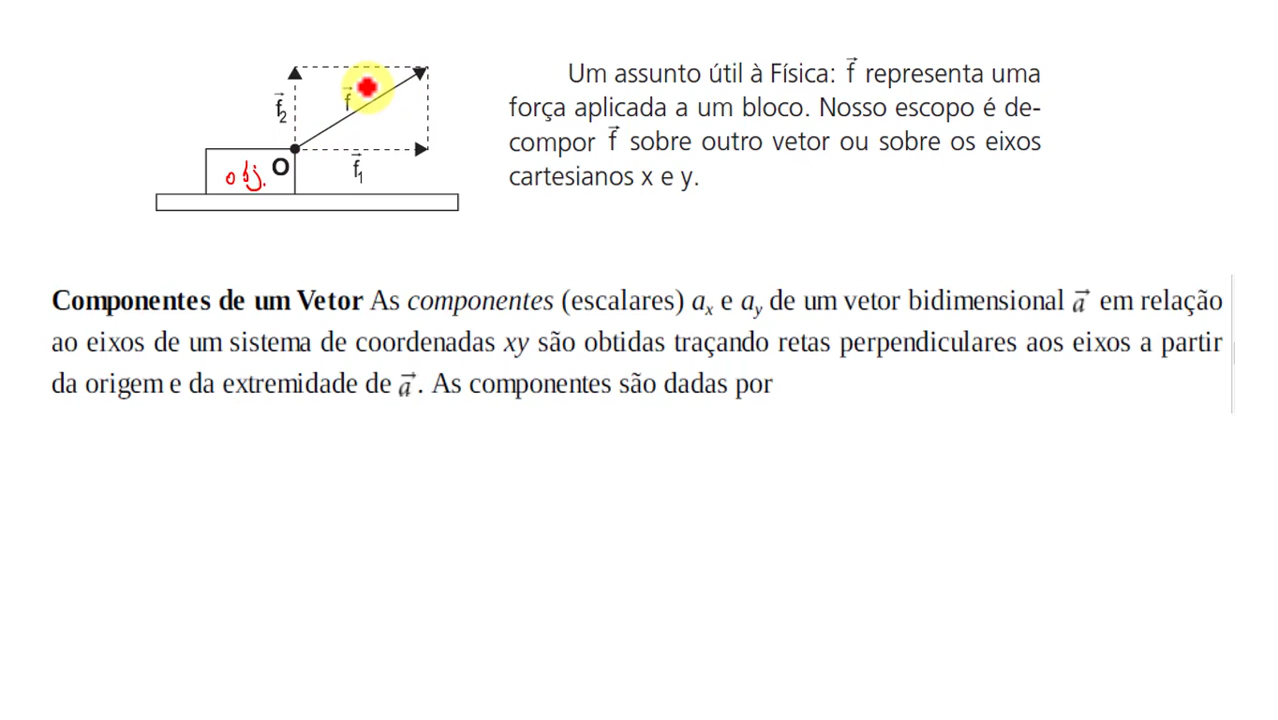 Um assunto útil à Física: f⃗ representa uma
força aplicada a um bloco. Nosso escopo é de-
compor f⃗ sobre outro vetor ou sobre os eixos
cartesianos x e y.
f⃗₂
f⃗
O
f⃗₁
obj.
Componentes de um Vetor As componentes (escalares) aₓ e a_y de um vetor bidimensional a⃗ em relação
ao eixos de um sistema de coordenadas xy são obtidas traçando retas perpendiculares aos eixos a partir
da origem e da extremidade de a⃗. As componentes são dadas por